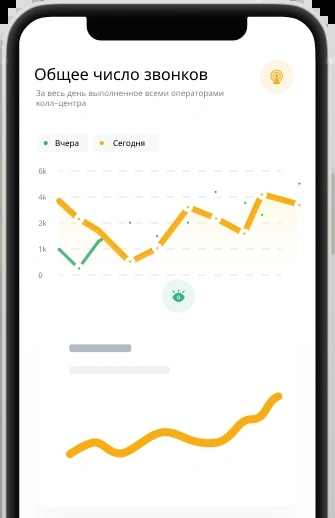 Общее число звонков
За весь день выполненное всеми операторами
колл-центра
Вчера
Сегодня
6k
4k
2k
1k
0